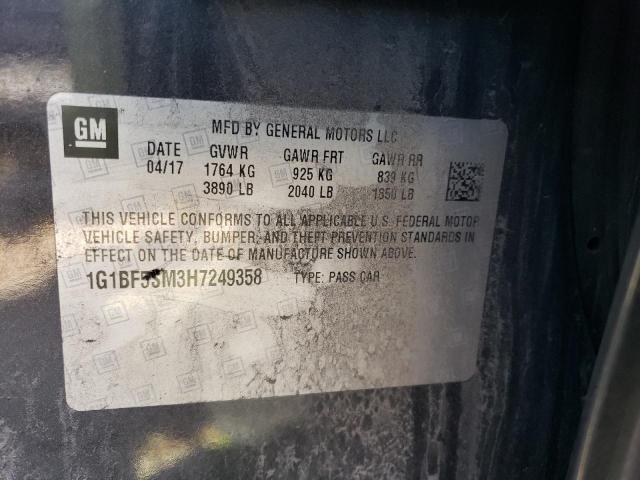 GM
MFD BY GENERAL MOTORS LLC
DATE GVWR GAWR FRT GAWR RR
04/17 1764 KG 925 KG 839 KG
3890 LB 2040 LB 1850 LB
THIS VEHICLE CONFORMS TO ALL APPLICABLE U.S. FEDERAL MOTOR
VEHICLE SAFETY, BUMPER, AND THEFT PREVENTION STANDARDS IN
EFFECT ON THE DATE OF MANUFACTURE SHOWN ABOVE.
1G1BF5SM3H7249358 TYPE: PASS CAR